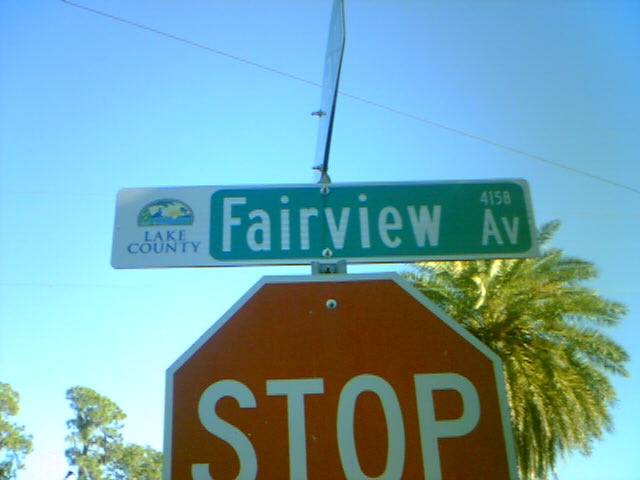 LAKE
COUNTY
Fairview Av
4158
STOP